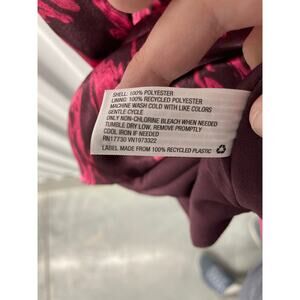 SHELL: 100% POLYESTER
LINING: 100% RECYCLED POLYESTER
MACHINE WASH COLD WITH LIKE COLORS
GENTLE CYCLE
ONLY NON-CHLORINE BLEACH WHEN NEEDED
TUMBLE DRY LOW, REMOVE PROMPTLY
COOL IRON IF NEEDED
RN17730 VN1973322
LABEL MADE FROM 100% RECYCLED PLASTIC